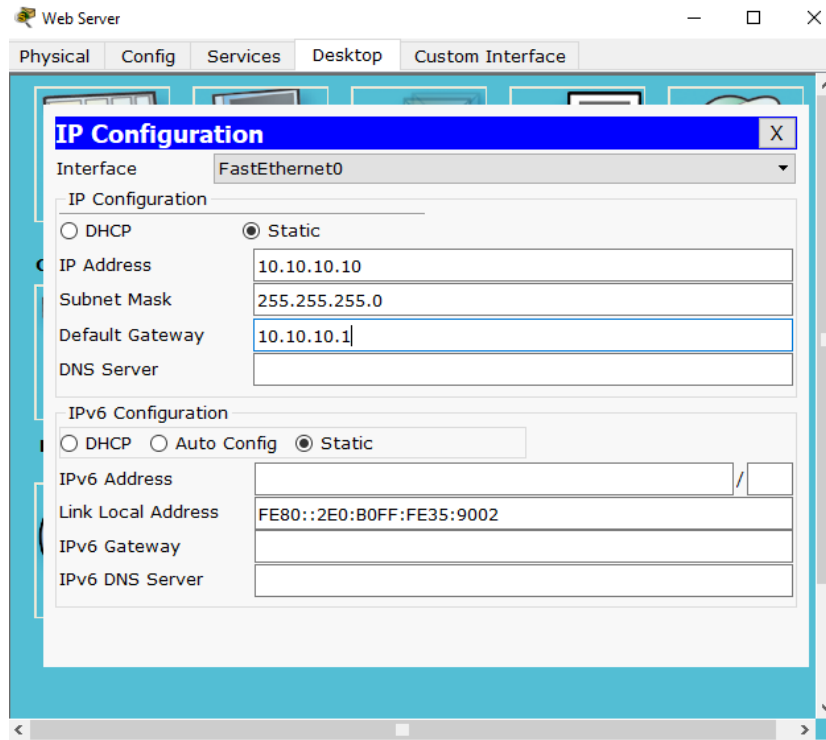 Web Server
Physical Config Services Desktop Custom Interface
IP Configuration X
Interface FastEthernet0
IP Configuration
DHCP Static
IP Address 10.10.10.10
Subnet Mask 255.255.255.0
Default Gateway 10.10.10.1
DNS Server
IPv6 Configuration
DHCP Auto Config Static
IPv6 Address /
Link Local Address FE80::2E0:B0FF:FE35:9002
IPv6 Gateway
IPv6 DNS Server